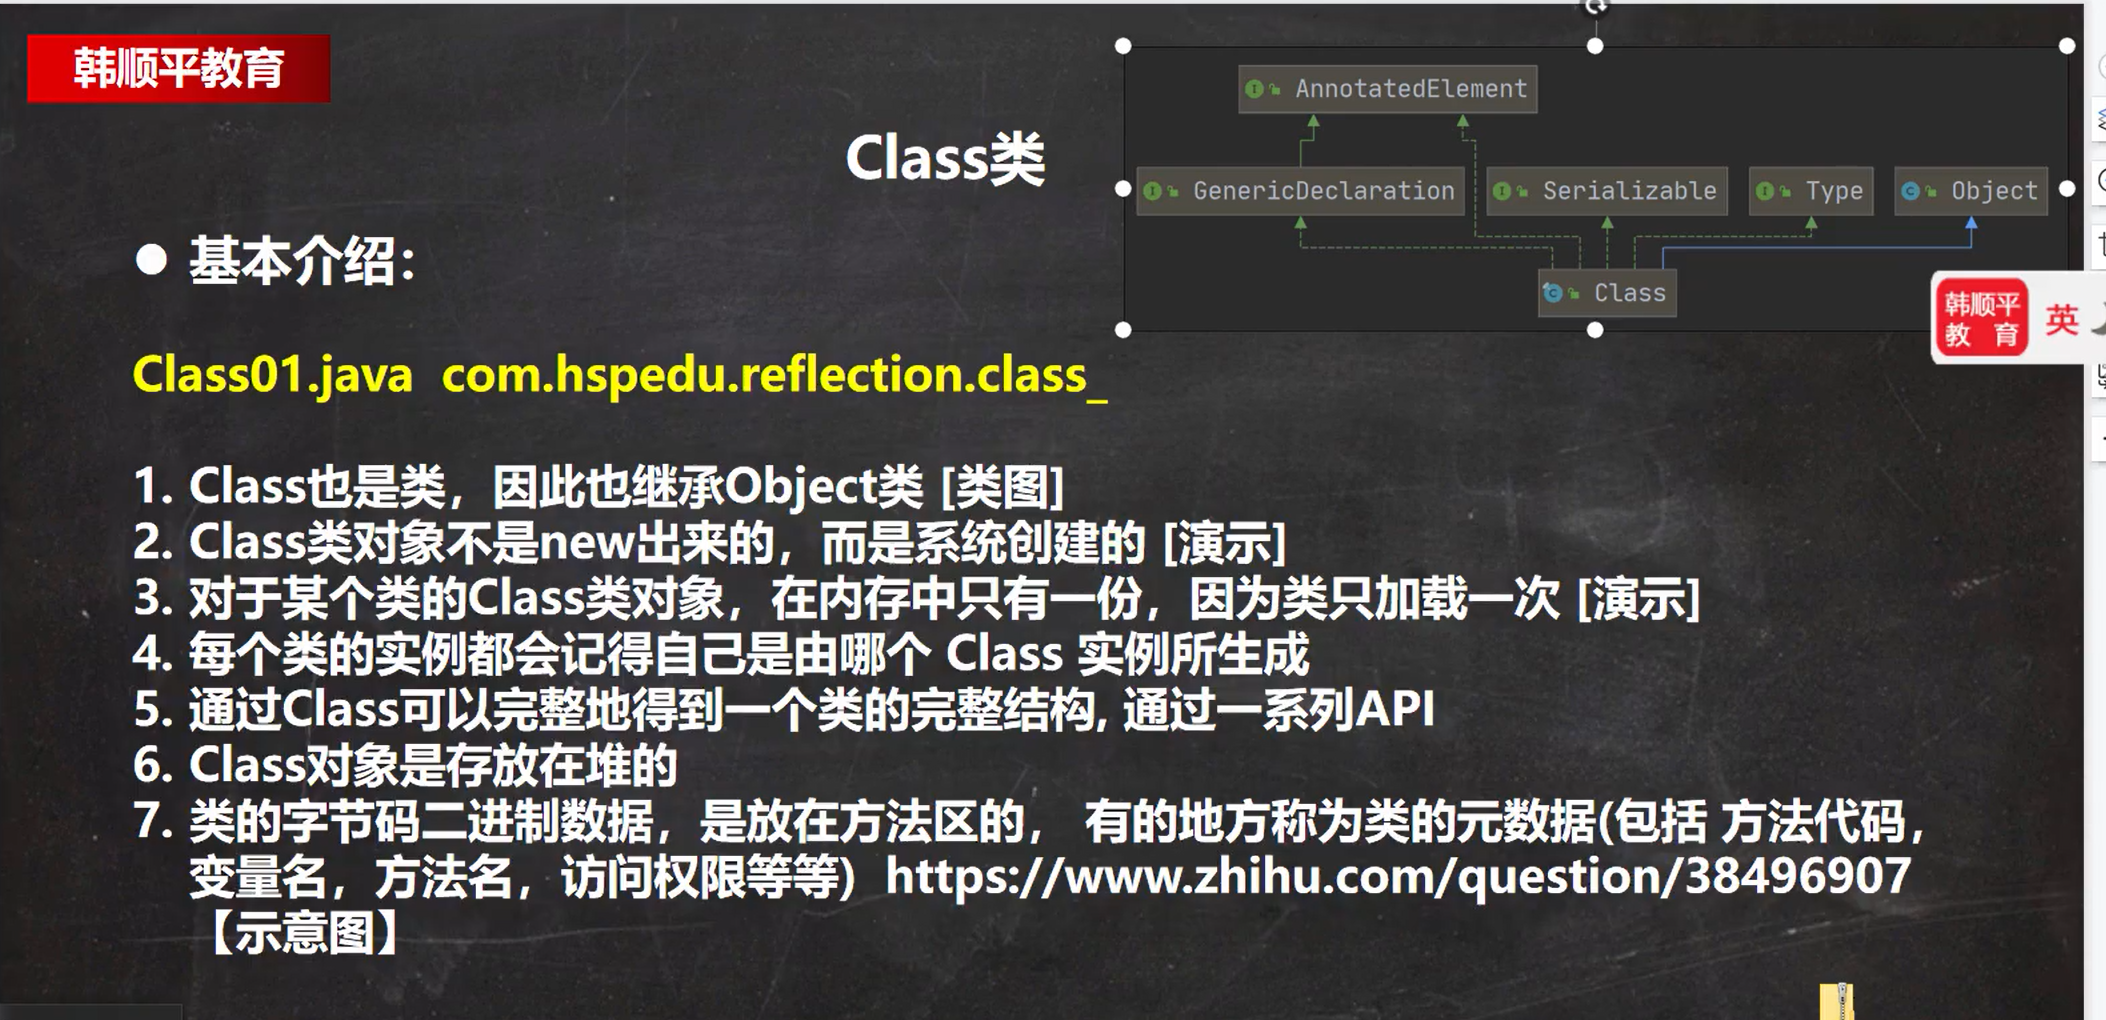 韩顺平教育
AnnotatedElement
Class类
GenericDeclaration
Serializable
Type
Object
Class
● 基本介绍：
韩顺平
教 育
英
Class01.java com.hspedu.reflection.class_
1. Class也是类，因此也继承Object类 [类图]
2. Class类对象不是new出来的，而是系统创建的 [演示]
3. 对于某个类的Class类对象，在内存中只有一份，因为类只加载一次 [演示]
4. 每个类的实例都会记得自己是由哪个 Class 实例所生成
5. 通过Class可以完整地得到一个类的完整结构, 通过一系列API
6. Class对象是存放在堆的
7. 类的字节码二进制数据，是放在方法区的， 有的地方称为类的元数据(包括 方法代码，
变量名，方法名，访问权限等等）https://www.zhihu.com/question/38496907
【示意图】